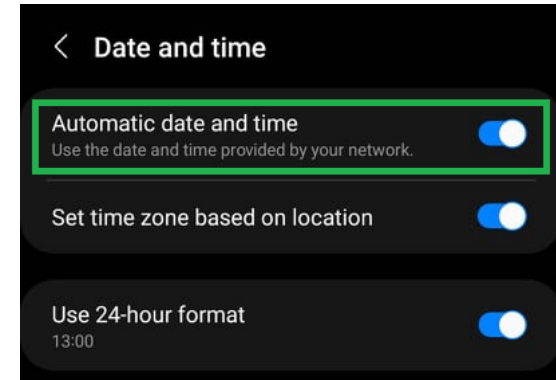 Date and time
Automatic date and time
Use the date and time provided by your network.
Set time zone based on location
Use 24-hour format
13:00